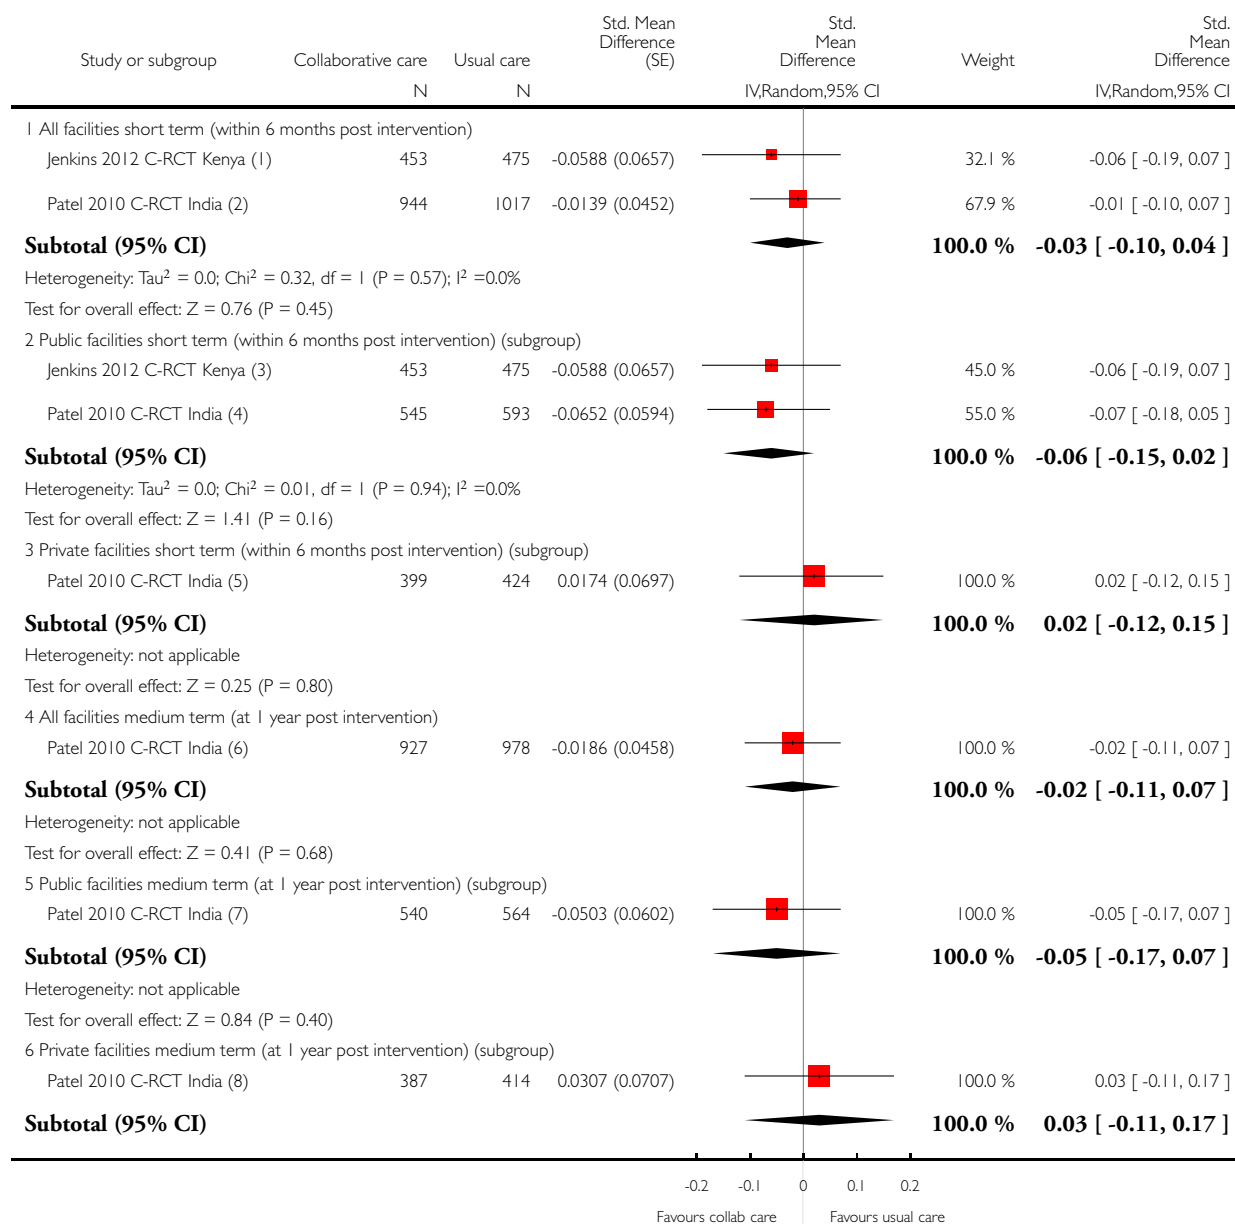 Study or subgroup Collaborative care Usual care Std. Mean Difference (SE) Std. Mean Difference Weight Std. Mean Difference
N N IV,Random,95% CI IV,Random,95% CI
1 All facilities short term (within 6 months post intervention)
Jenkins 2012 C-RCT Kenya (1) 453 475 -0.0588 (0.0657) 32.1 % -0.06 [ -0.19, 0.07 ]
Patel 2010 C-RCT India (2) 944 1017 -0.0139 (0.0452) 67.9 % -0.01 [ -0.10, 0.07 ]
Subtotal (95% CI) 100.0 % -0.03 [ -0.10, 0.04 ]
Heterogeneity: Tau² = 0.0; Chi² = 0.32, df = 1 (P = 0.57); I² =0.0%
Test for overall effect: Z = 0.76 (P = 0.45)
2 Public facilities short term (within 6 months post intervention) (subgroup)
Jenkins 2012 C-RCT Kenya (3) 453 475 -0.0588 (0.0657) 45.0 % -0.06 [ -0.19, 0.07 ]
Patel 2010 C-RCT India (4) 545 593 -0.0652 (0.0594) 55.0 % -0.07 [ -0.18, 0.05 ]
Subtotal (95% CI) 100.0 % -0.06 [ -0.15, 0.02 ]
Heterogeneity: Tau² = 0.0; Chi² = 0.01, df = 1 (P = 0.94); I² =0.0%
Test for overall effect: Z = 1.41 (P = 0.16)
3 Private facilities short term (within 6 months post intervention) (subgroup)
Patel 2010 C-RCT India (5) 399 424 0.0174 (0.0697) 100.0 % 0.02 [ -0.12, 0.15 ]
Subtotal (95% CI) 100.0 % 0.02 [ -0.12, 0.15 ]
Heterogeneity: not applicable
Test for overall effect: Z = 0.25 (P = 0.80)
4 All facilities medium term (at 1 year post intervention)
Patel 2010 C-RCT India (6) 927 978 -0.0186 (0.0458) 100.0 % -0.02 [ -0.11, 0.07 ]
Subtotal (95% CI) 100.0 % -0.02 [ -0.11, 0.07 ]
Heterogeneity: not applicable
Test for overall effect: Z = 0.41 (P = 0.68)
5 Public facilities medium term (at 1 year post intervention) (subgroup)
Patel 2010 C-RCT India (7) 540 564 -0.0503 (0.0602) 100.0 % -0.05 [ -0.17, 0.07 ]
Subtotal (95% CI) 100.0 % -0.05 [ -0.17, 0.07 ]
Heterogeneity: not applicable
Test for overall effect: Z = 0.84 (P = 0.40)
6 Private facilities medium term (at 1 year post intervention) (subgroup)
Patel 2010 C-RCT India (8) 387 414 0.0307 (0.0707) 100.0 % 0.03 [ -0.11, 0.17 ]
Subtotal (95% CI) 100.0 % 0.03 [ -0.11, 0.17 ]
-0.2 -0.1 0 0.1 0.2
Favours collab care Favours usual care